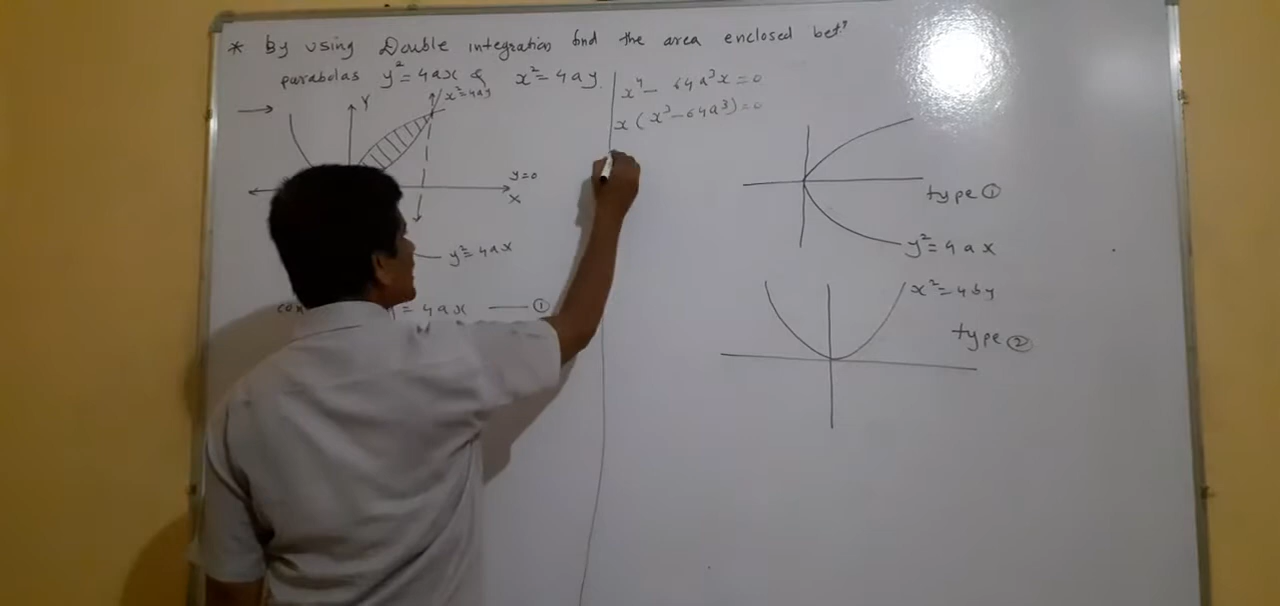 * By using Double integration find the area enclosed betⁿ
parabolas y² = 4ax & x² = 4ay.
x² = 4ay
Y
y=0
X
y² = 4ax
= 4ax — ①
x⁴ - 64a³x = 0
x(x³ - 64a³) = 0
type ①
y² = 4ax
x² = 4by
type ②